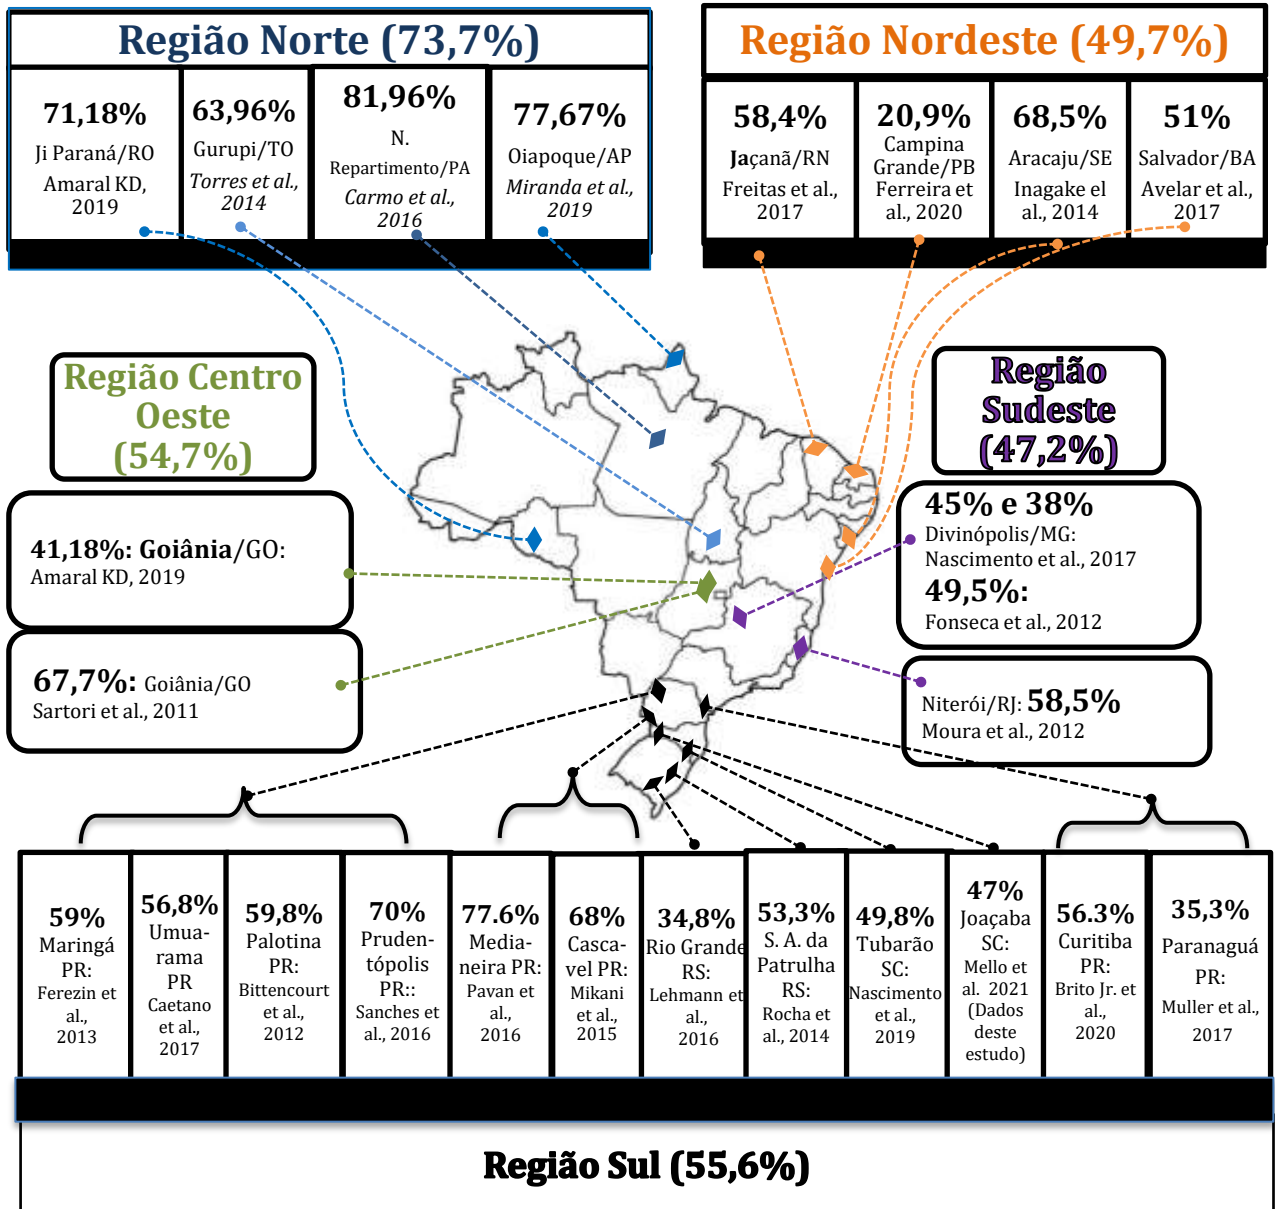 Região Norte (73,7%)
71,18%
Ji Paraná/RO
Amaral KD,
2019
63,96%
Gurupi/TO
Torres et al.,
2014
81,96%
N.
Repartimento/PA
Carmo et al.,
2016
77,67%
Oiapoque/AP
Miranda et al.,
2019
Região Nordeste (49,7%)
58,4%
Jaçanã/RN
Freitas et al.,
2017
20,9%
Campina
Grande/PB
Ferreira et
al., 2020
68,5%
Aracaju/SE
Inagake el
al., 2014
51%
Salvador/BA
Avelar et al.,
2017
Região Centro
Oeste
(54,7%)
41,18%: Goiânia/GO:
Amaral KD, 2019
67,7%: Goiânia/GO
Sartori et al., 2011
Região
Sudeste
(47,2%)
45% e 38%
Divinópolis/MG:
Nascimento et al., 2017
49,5%:
Fonseca et al., 2012
Niterói/RJ: 58,5%
Moura et al., 2012
59%
Maringá
PR:
Ferezin et
al.,
2013
56,8%
Umua-
rama
PR
Caetano
et al.,
2017
59,8%
Palotina
PR:
Bittencourt
et al.,
2012
70%
Pruden-
tópolis
PR::
Sanches et
al., 2016
77.6%
Media-
neira PR:
Pavan et
al.,
2016
68%
Casca-
vel PR:
Mikani
et al.,
2015
34,8%
Rio Grande
RS:
Lehmann et
al.,
2016
53,3%
S. A. da
Patrulha
RS:
Rocha et
al., 2014
49,8%
Tubarão
SC:
Nascimento
et al.,
2019
47%
Joaçaba
SC:
Mello et
al. 2021
(Dados
deste
estudo)
56.3%
Curitiba
PR:
Brito Jr. et
al.,
2020
35,3%
Paranaguá
PR:
Muller et al.,
2017
Região Sul (55,6%)